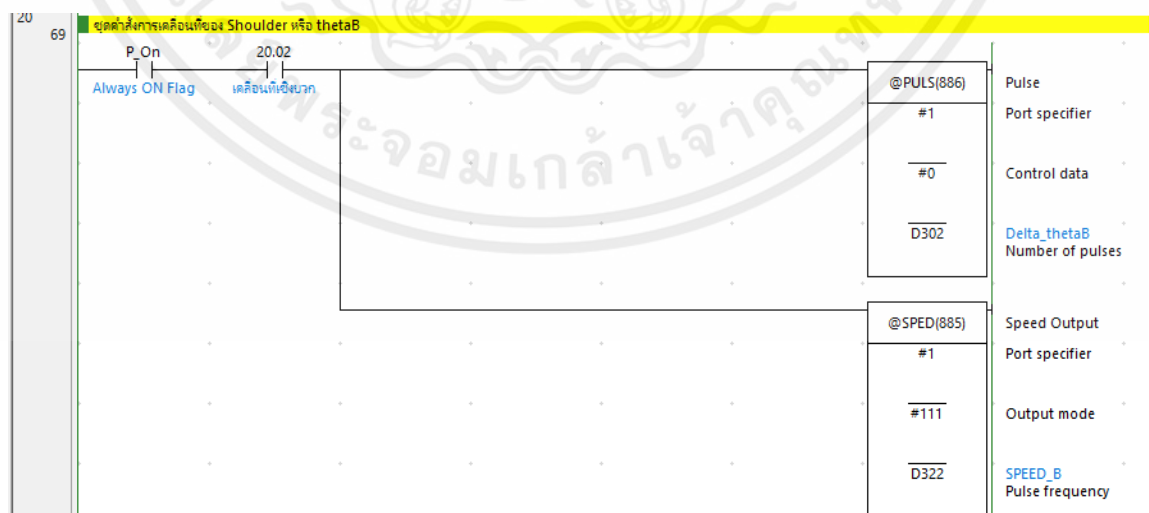 20
69
ชุดคำสั่งการเคลื่อนที่ของ Shoulder หรือ thetaB
P_On
20.02
Always ON Flag
เคลื่อนที่เชิงบวก
@PULS(886)
Pulse
#1
Port specifier
#0
Control data
D302
Delta_thetaB
Number of pulses
@SPED(885)
Speed Output
#1
Port specifier
#111
Output mode
D322
SPEED_B
Pulse frequency